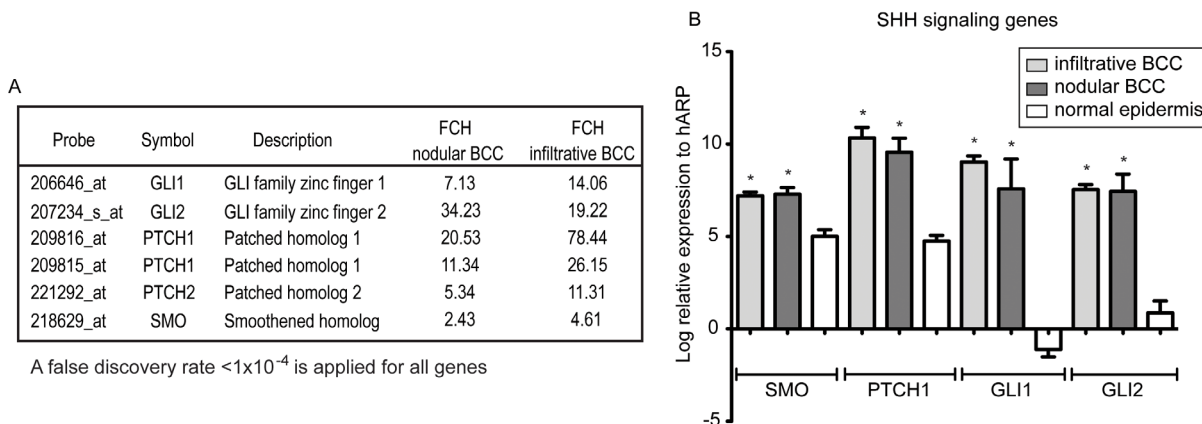 A
Probe Symbol Description FCH nodular BCC FCH infiltrative BCC
206646_at GLI1 GLI family zinc finger 1 7.13 14.06
207234_s_at GLI2 GLI family zinc finger 2 34.23 19.22
209816_at PTCH1 Patched homolog 1 20.53 78.44
209815_at PTCH1 Patched homolog 1 11.34 26.15
221292_at PTCH2 Patched homolog 2 5.34 11.31
218629_at SMO Smoothened homolog 2.43 4.61
A false discovery rate <1x10⁻⁴ is applied for all genes
B
SHH signaling genes
infiltrative BCC
nodular BCC
normal epidermis
Log relative expression to hARP
15
10
5
0
-5
* * * * * * * *
SMO PTCH1 GLI1 GLI2